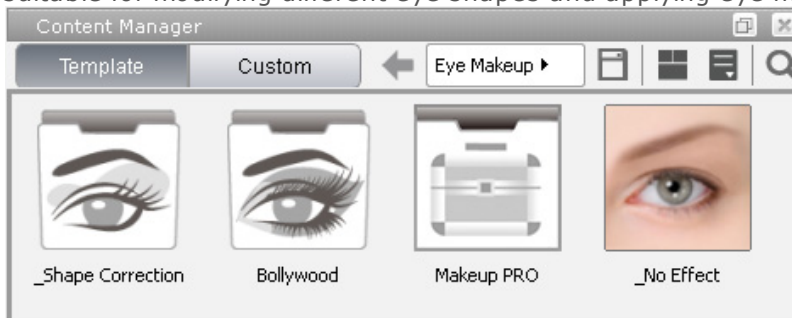 Content Manager
Template Custom Eye Makeup
_Shape Correction Bollywood Makeup PRO _No Effect